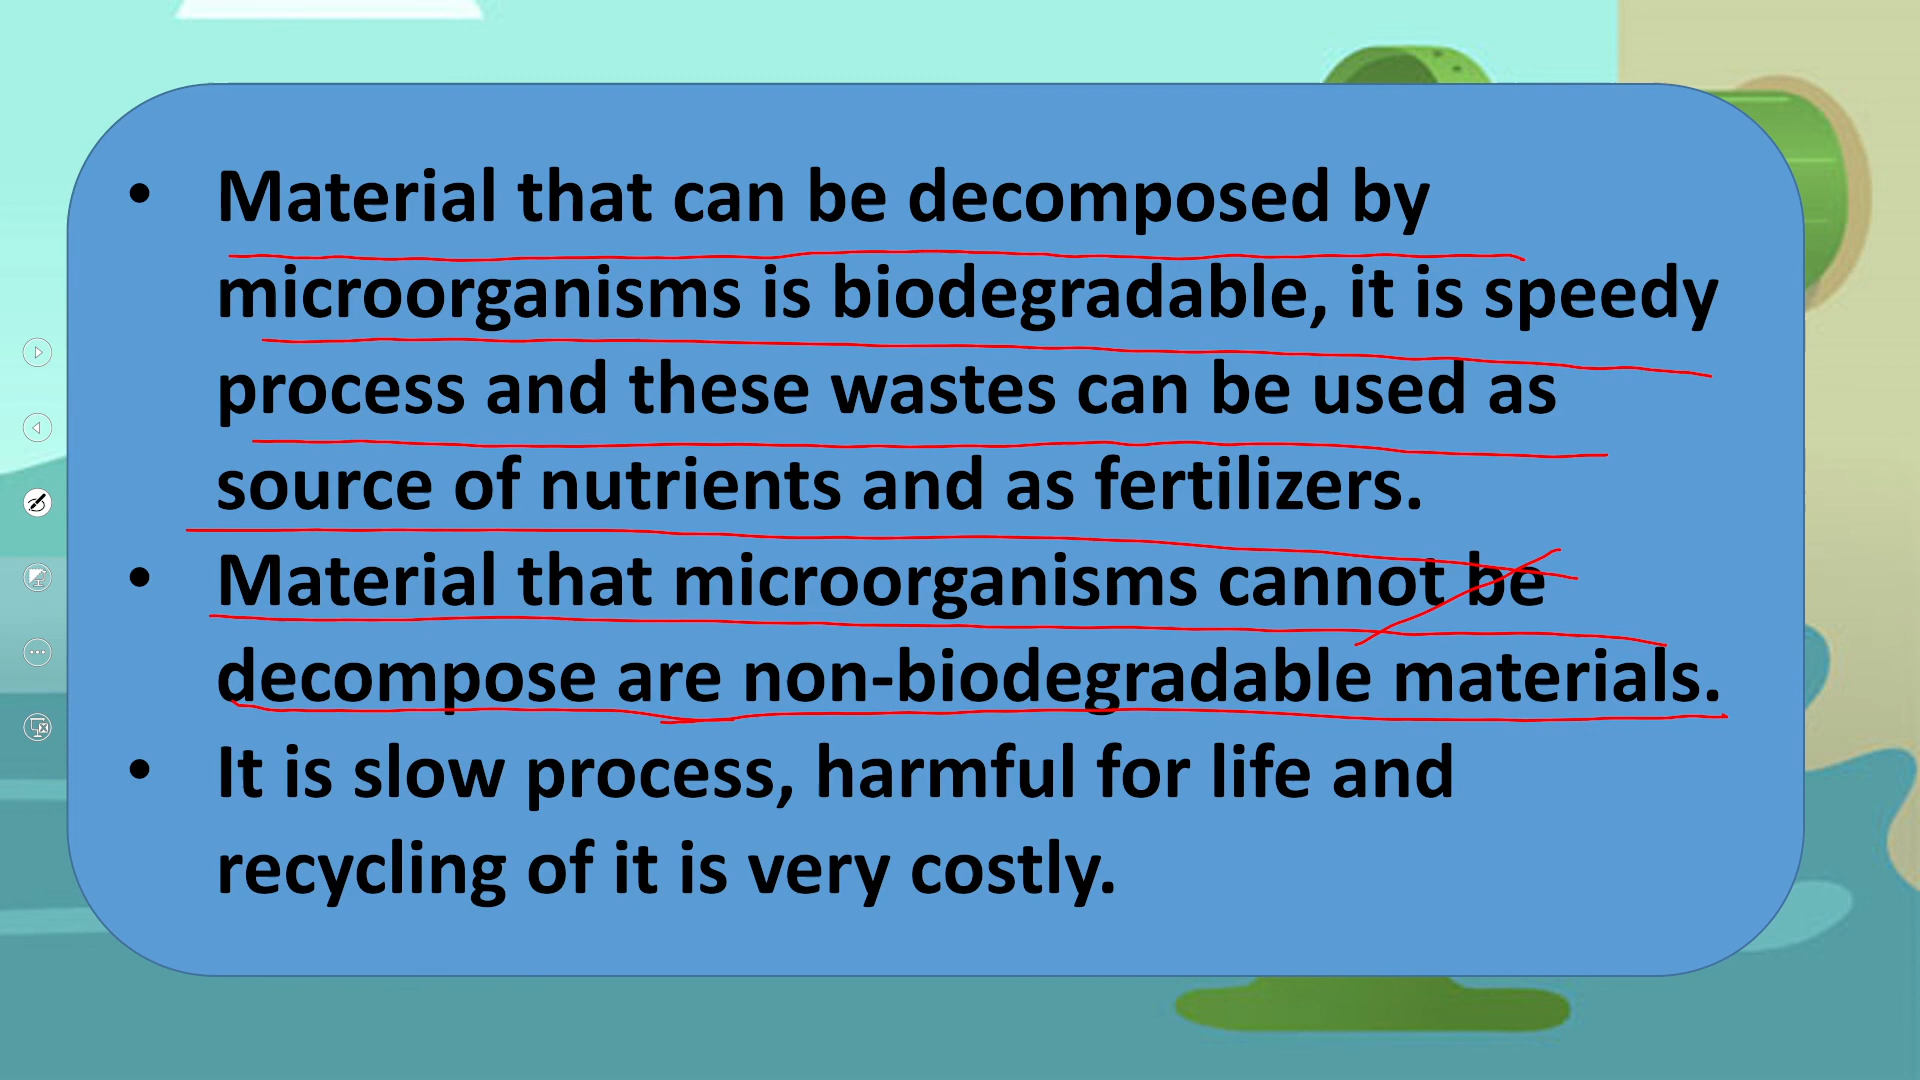 • Material that can be decomposed by
microorganisms is biodegradable, it is speedy
process and these wastes can be used as
source of nutrients and as fertilizers.
• Material that microorganisms cannot be
decompose are non-biodegradable materials.
• It is slow process, harmful for life and
recycling of it is very costly.